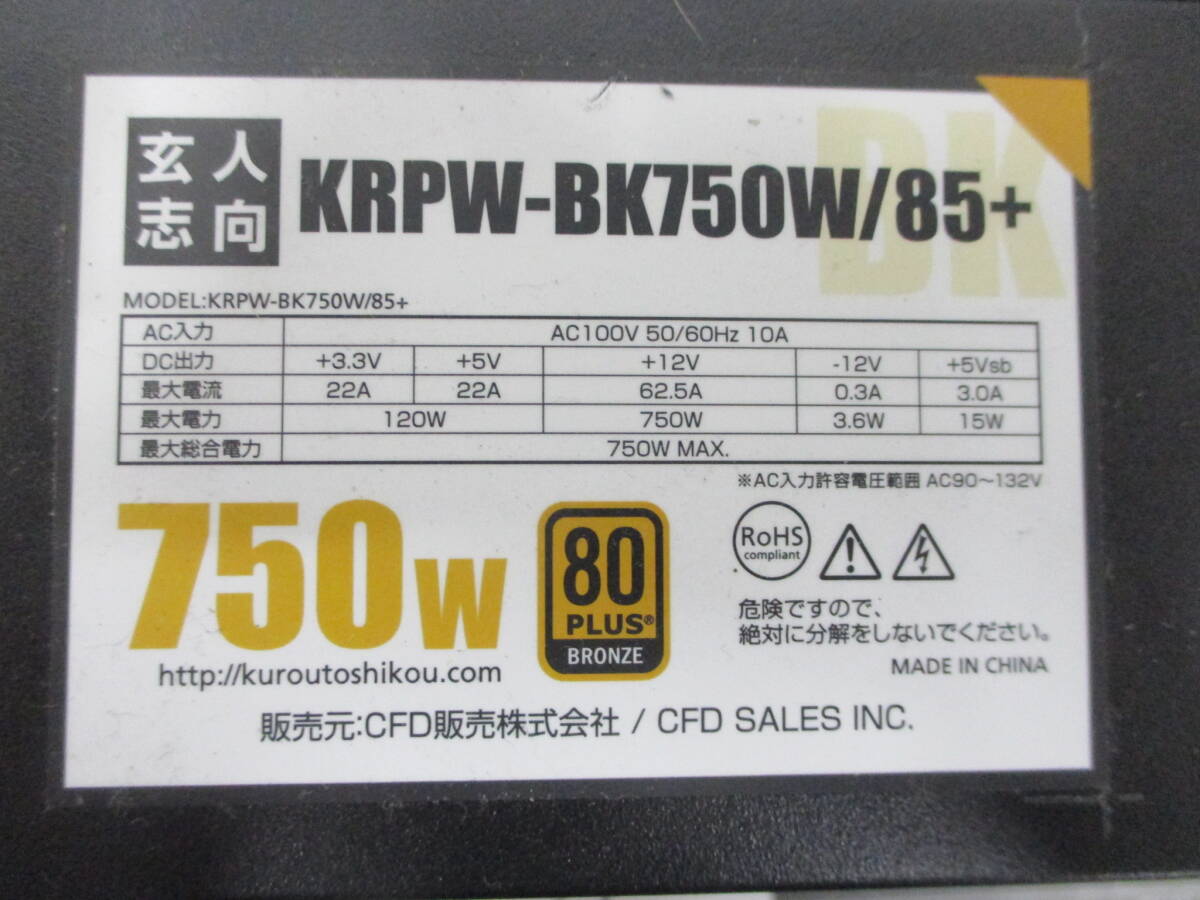 玄人
志向
KRPW-BK750W/85+
BK
MODEL:KRPW-BK750W/85+
AC入力 AC100V 50/60Hz 10A
DC出力 +3.3V +5V +12V -12V +5Vsb
最大電流 22A 22A 62.5A 0.3A 3.0A
最大電力 120W 750W 3.6W 15W
最大総合電力 750W MAX.
※AC入力許容電圧範囲 AC90～132V
750W
80
PLUS®
BRONZE
RoHS
compliant
危険ですので、
絶対に分解をしないでください。
http://kuroutoshikou.com
MADE IN CHINA
販売元:CFD販売株式会社 / CFD SALES INC.